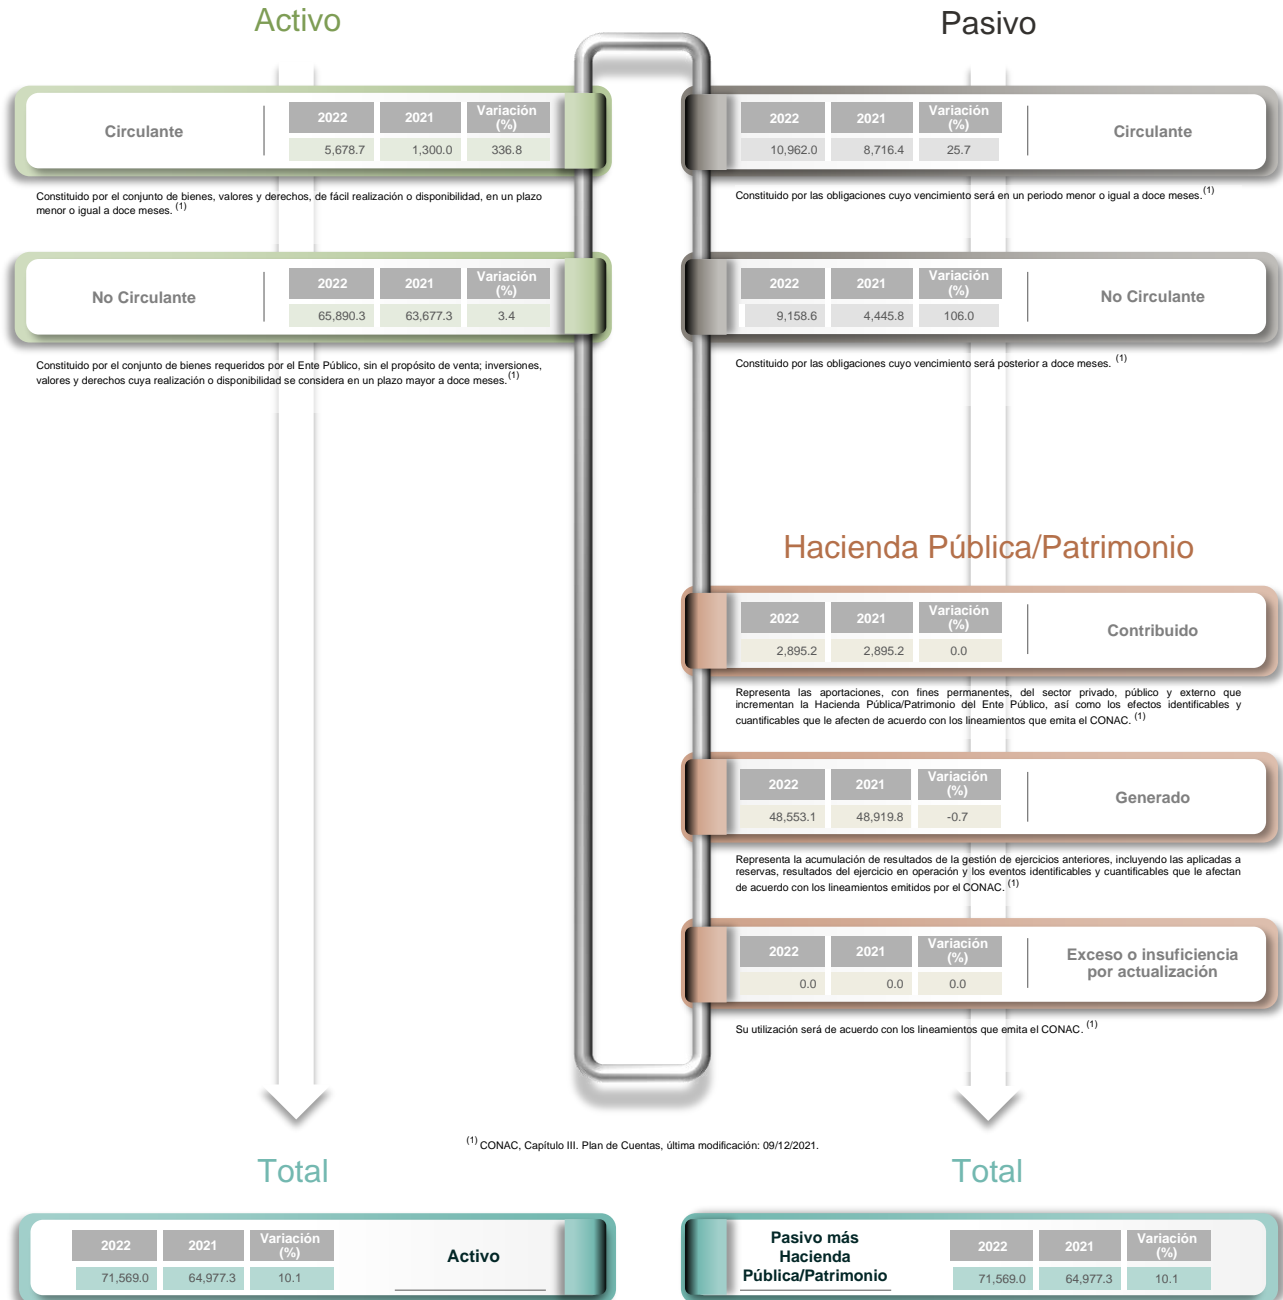 Activo
Circulante
2022 2021 Variación (%)
5,678.7 1,300.0 336.8
Constituido por el conjunto de bienes, valores y derechos, de fácil realización o disponibilidad, en un plazo
menor o igual a doce meses. (1)
No Circulante
2022 2021 Variación (%)
65,890.3 63,677.3 3.4
Constituido por el conjunto de bienes requeridos por el Ente Público, sin el propósito de venta; inversiones,
valores y derechos cuya realización o disponibilidad se considera en un plazo mayor a doce meses. (1)
Pasivo
2022 2021 Variación (%)
10,962.0 8,716.4 25.7
Circulante
Constituido por las obligaciones cuyo vencimiento será en un periodo menor o igual a doce meses. (1)
2022 2021 Variación (%)
9,158.6 4,445.8 106.0
No Circulante
Constituido por las obligaciones cuyo vencimiento será posterior a doce meses. (1)
Hacienda Pública/Patrimonio
2022 2021 Variación (%)
2,895.2 2,895.2 0.0
Contribuido
Representa las aportaciones, con fines permanentes, del sector privado, público y externo que
incrementan la Hacienda Pública/Patrimonio del Ente Público, así como los efectos identificables y
cuantificables que le afecten de acuerdo con los lineamientos que emita el CONAC. (1)
2022 2021 Variación (%)
48,553.1 48,919.8 -0.7
Generado
Representa la acumulación de resultados de la gestión de ejercicios anteriores, incluyendo las aplicadas a
reservas, resultados del ejercicio en operación y los eventos identificables y cuantificables que le afectan
de acuerdo con los lineamientos emitidos por el CONAC. (1)
2022 2021 Variación (%)
0.0 0.0 0.0
Exceso o insuficiencia
por actualización
Su utilización será de acuerdo con los lineamientos que emita el CONAC. (1)
(1) CONAC, Capítulo III. Plan de Cuentas, última modificación: 09/12/2021.
Total
2022 2021 Variación (%)
71,569.0 64,977.3 10.1
Activo
Total
Pasivo más
Hacienda
Pública/Patrimonio
2022 2021 Variación (%)
71,569.0 64,977.3 10.1